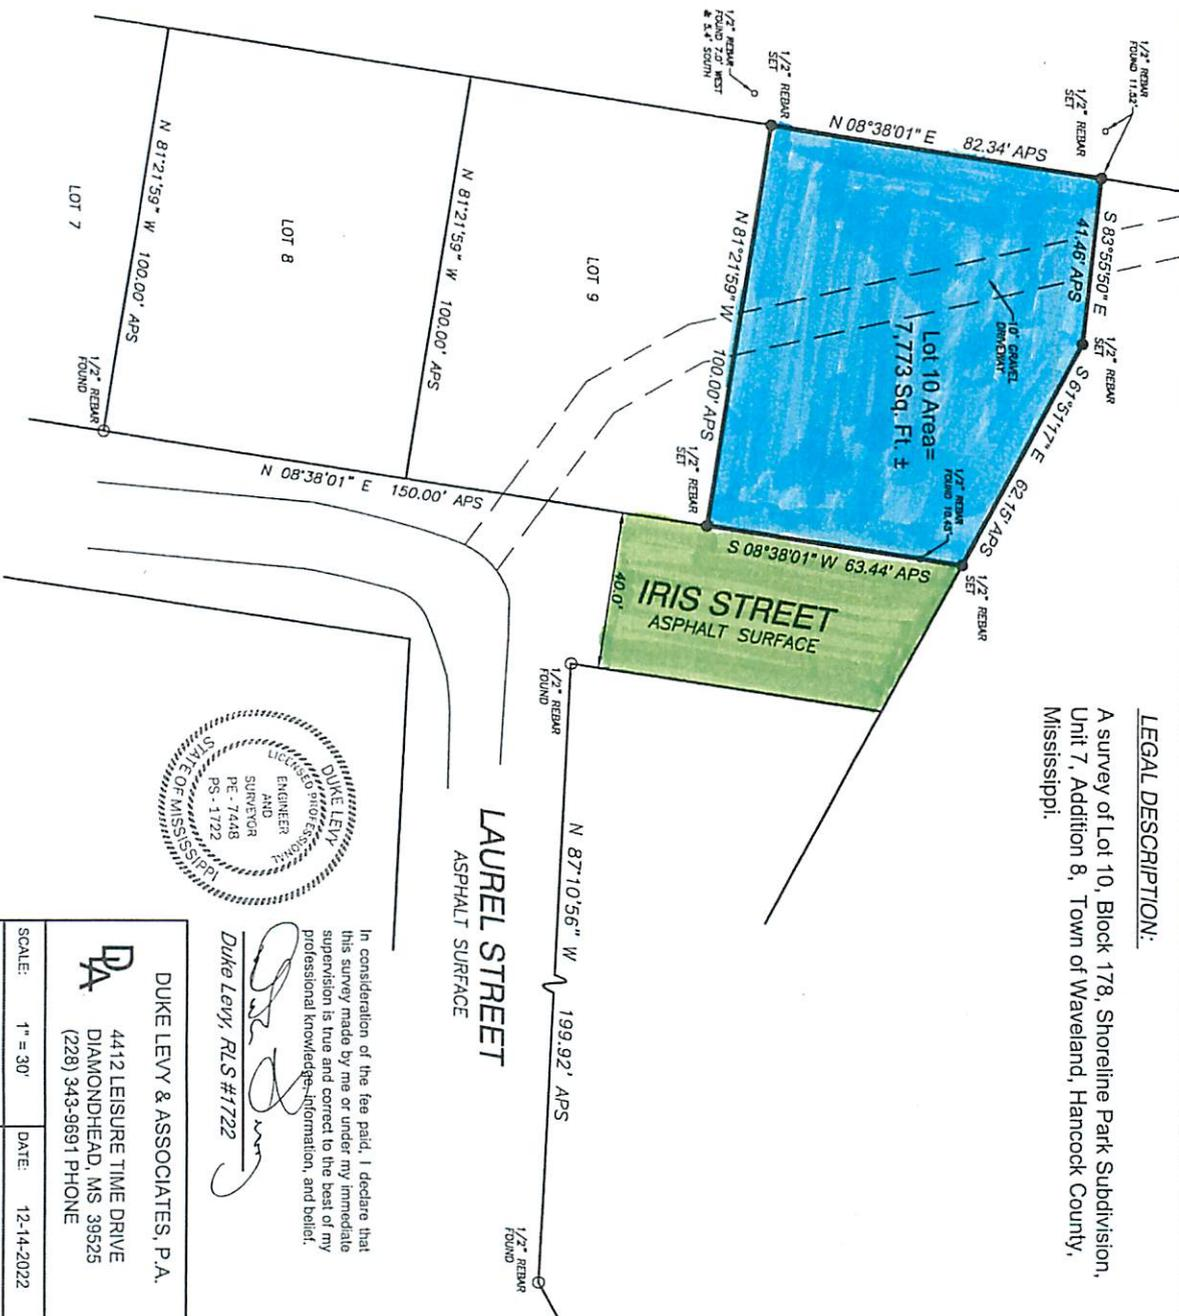 LEGAL DESCRIPTION:
A survey of Lot 10, Block 178, Shoreline Park Subdivision,
Unit 7, Addition 8, Town of Waveland, Hancock County,
Mississippi.
1/2" REBAR
FOUND 11.52'
1/2" REBAR
SET
1/2" REBAR
FOUND 7.0' WEST
& 5.4' SOUTH
1/2" REBAR
SET
N 08°38'01" E 82.34' APS
S 83°55'50" E
41.46' APS
1/2" REBAR
SET
S 61°51'17" E 62.15' APS
10' GRAVEL
DRIVEWAY
Lot 10 Area=
7,773 Sq. Ft. ±
1/2" REBAR
FOUND 10.45'
1/2" REBAR
SET
N 81°21'59" W 100.00' APS
1/2" REBAR
SET
S 08°38'01" W 63.44' APS
IRIS STREET
ASPHALT SURFACE
40.0'
LOT 9
N 81°21'59" W 100.00' APS
LOT 8
N 81°21'59" W 100.00' APS
LOT 7
1/2" REBAR
FOUND
N 08°38'01" E 150.00' APS
1/2" REBAR
FOUND
N 87°10'56" W 199.92' APS
1/2" REBAR
FOUND
LAUREL STREET
ASPHALT SURFACE
DUKE LEVY
LICENSED PROFESSIONAL
ENGINEER
AND
SURVEYOR
PE - 7448
PS - 1722
STATE OF MISSISSIPPI
In consideration of the fee paid, I declare that
this survey made by me or under my immediate
supervision is true and correct to the best of my
professional knowledge, information, and belief.
Duke Levy, RLS #1722
DUKE LEVY & ASSOCIATES, P.A.
DLA
4412 LEISURE TIME DRIVE
DIAMONDHEAD, MS 39525
(228) 343-9691 PHONE
SCALE: 1" = 30'
DATE: 12-14-2022